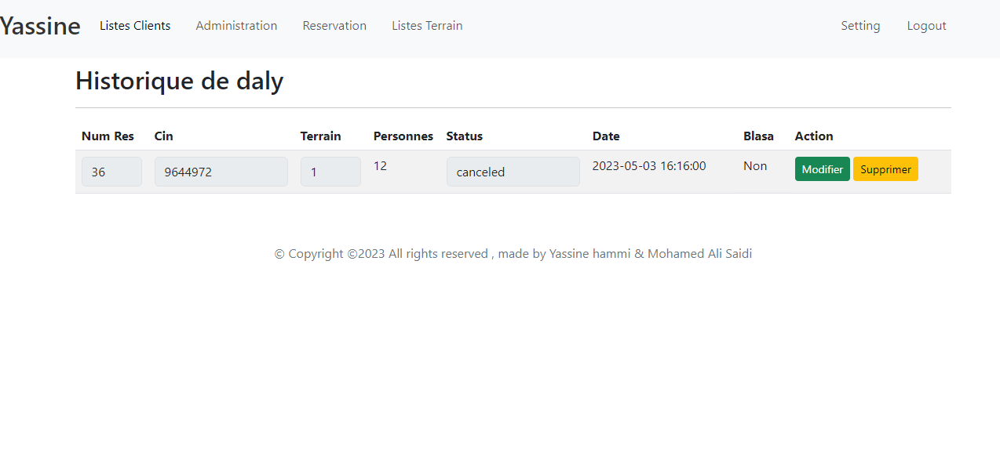 Yassine Listes Clients Administration Reservation Listes Terrain Setting Logout
Historique de daly
Num Res Cin Terrain Personnes Status Date Blasa Action
36 9644972 1 12 canceled 2023-05-03 16:16:00 Non Modifier Supprimer
© Copyright ©2023 All rights reserved , made by Yassine hammi & Mohamed Ali Saidi